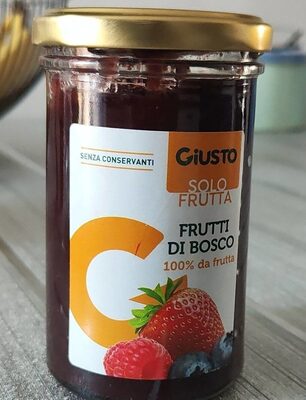 SENZA CONSERVANTI
GIUSTO
SOLO
FRUTTA
FRUTTI
DI BOSCO
100% da frutta